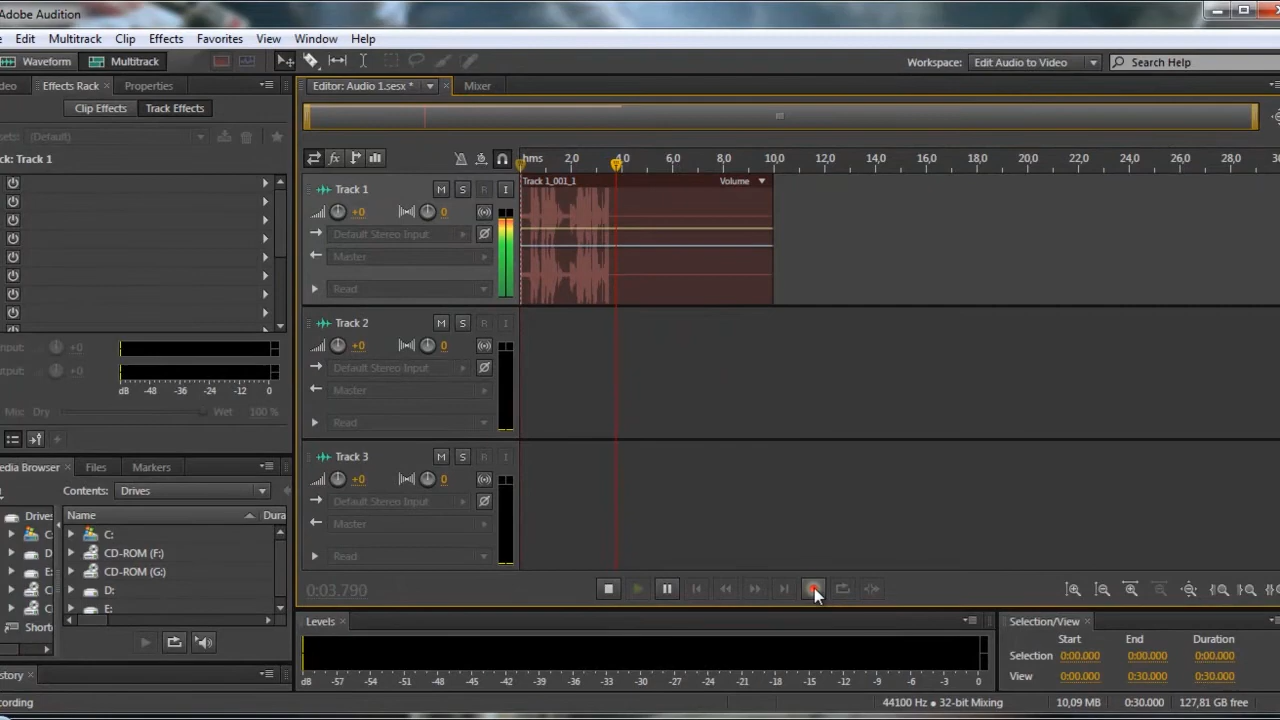 Adobe Audition
Edit Multitrack Clip Effects Favorites View Window Help
Waveform Multitrack Workspace: Edit Audio to Video Search Help
Effects Rack Properties
Clip Effects Track Effects
(Default)
Track 1
Input: +0
Output: +0
dB -48 -36 -24 -12 0
Mix: Dry Wet 100 %
Media Browser Files Markers
Contents: Drives
Drives
Name
C:
CD-ROM (F:)
CD-ROM (G:)
D:
E:
Editor: Audio 1.sesx * Mixer
hms 2,0 4,0 6,0 8,0 10,0 12,0 14,0 16,0 18,0 20,0 22,0 24,0 26,0 28,0
Track 1 M S R I
Track 1_001_1 Volume
+0 0
Default Stereo Input
Master
Read
Track 2 M S R I
+0 0
Default Stereo Input
Master
Read
Track 3 M S R I
+0 0
Default Stereo Input
Master
Read
0:03.790
Levels
dB -57 -54 -51 -48 -45 -42 -39 -36 -33 -30 -27 -24 -21 -18 -15 -12 -9 -6 -3 0
Selection/View
Start End Duration
Selection 0:00.000 0:00.000 0:00.000
View 0:00.000 0:30.000 0:30.000
44100 Hz ● 32-bit Mixing 10,09 MB 0:30.000 127,81 GB free